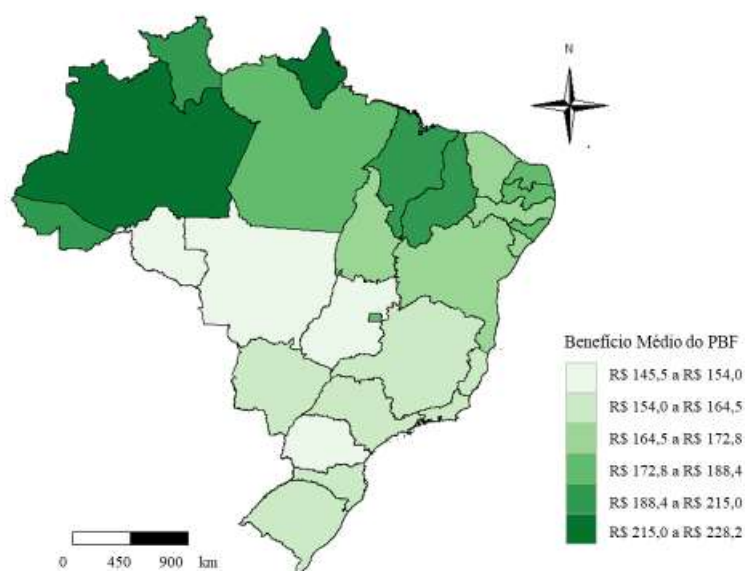 N
Benefício Médio do PBF
R$ 145,5 a R$ 154,0
R$ 154,0 a R$ 164,5
R$ 164,5 a R$ 172,8
R$ 172,8 a R$ 188,4
R$ 188,4 a R$ 215,0
R$ 215,0 a R$ 228,2
0 450 900 km